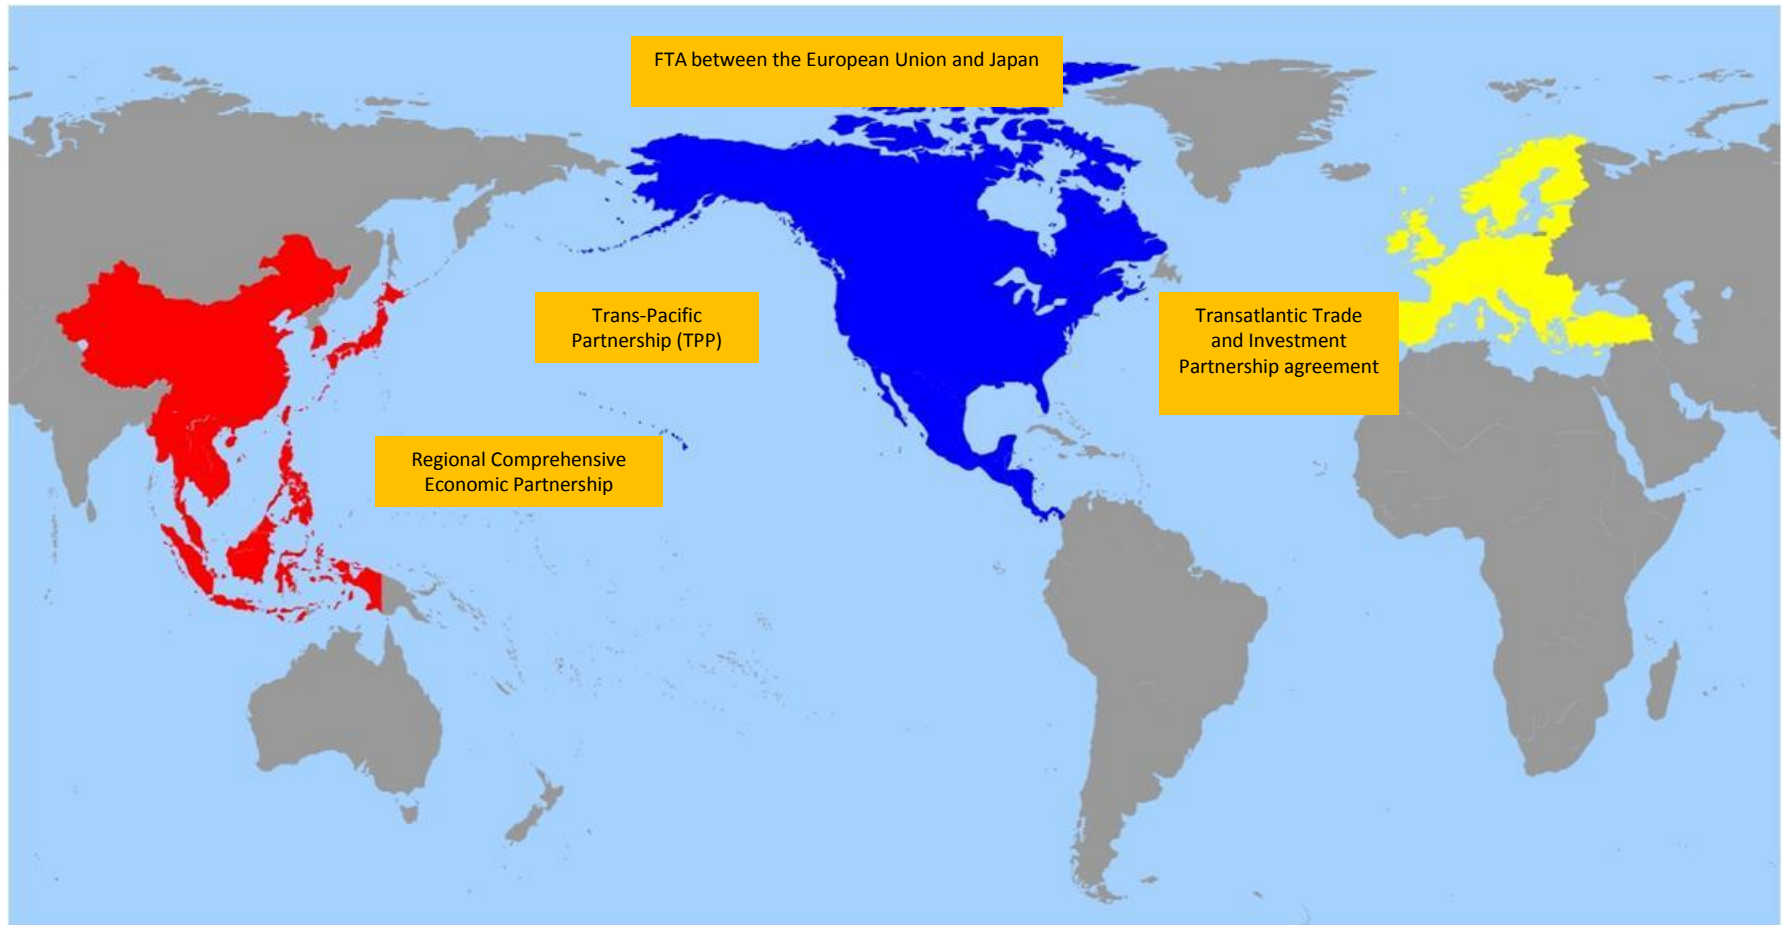 FTA between the European Union and Japan
Trans-Pacific
Partnership (TPP)
Transatlantic Trade
and Investment
Partnership agreement
Regional Comprehensive
Economic Partnership